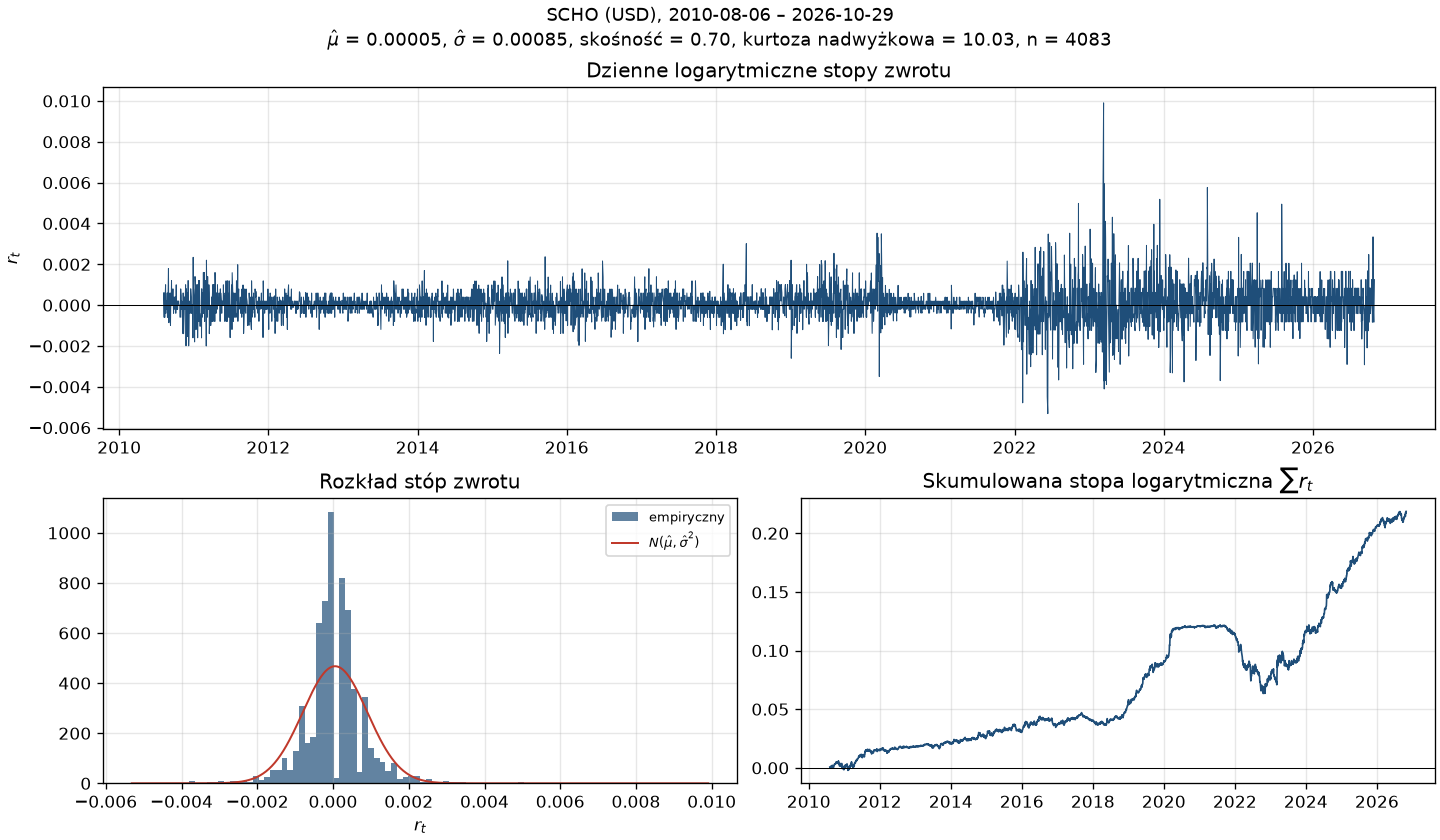 SCHO (USD), 2010-08-06 – 2026-10-29
μ̂ = 0.00005, σ̂ = 0.00085, skośność = 0.70, kurtoza nadwyżkowa = 10.03, n = 4083
Dzienne logarytmiczne stopy zwrotu
0.010
0.008
0.006
0.004
0.002
0.000
−0.002
−0.004
−0.006
r_t
2010 2012 2014 2016 2018 2020 2022 2024 2026
Rozkład stóp zwrotu
empiryczny
N(μ̂, σ̂²)
1000
800
600
400
200
0
−0.006 −0.004 −0.002 0.000 0.002 0.004 0.006 0.008 0.010
r_t
Skumulowana stopa logarytmiczna ∑r_t
0.20
0.15
0.10
0.05
0.00
2010 2012 2014 2016 2018 2020 2022 2024 2026